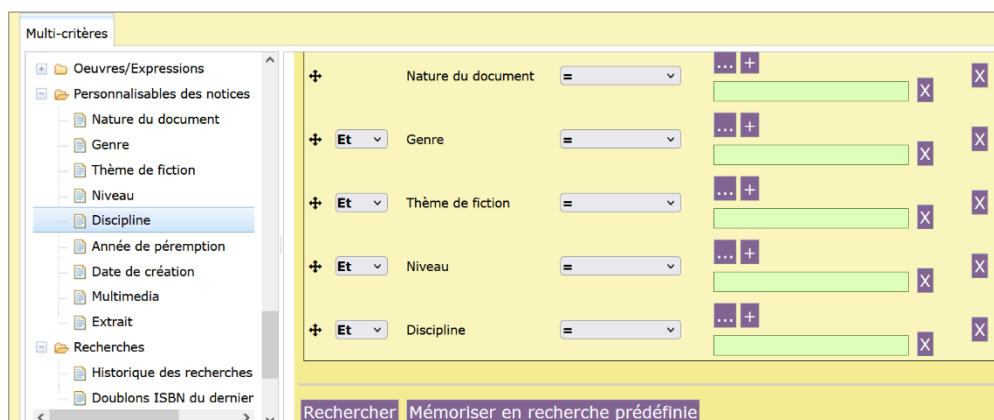 Multi-critères
Oeuvres/Expressions
Personnalisables des notices
Nature du document
Genre
Thème de fiction
Niveau
Discipline
Année de péremption
Date de création
Multimedia
Extrait
Recherches
Historique des recherches
Doublons ISBN du dernier
Nature du document = ... + X X
Et Genre = ... + X X
Et Thème de fiction = ... + X X
Et Niveau = ... + X X
Et Discipline = ... + X X
Rechercher Mémoriser en recherche prédéfinie